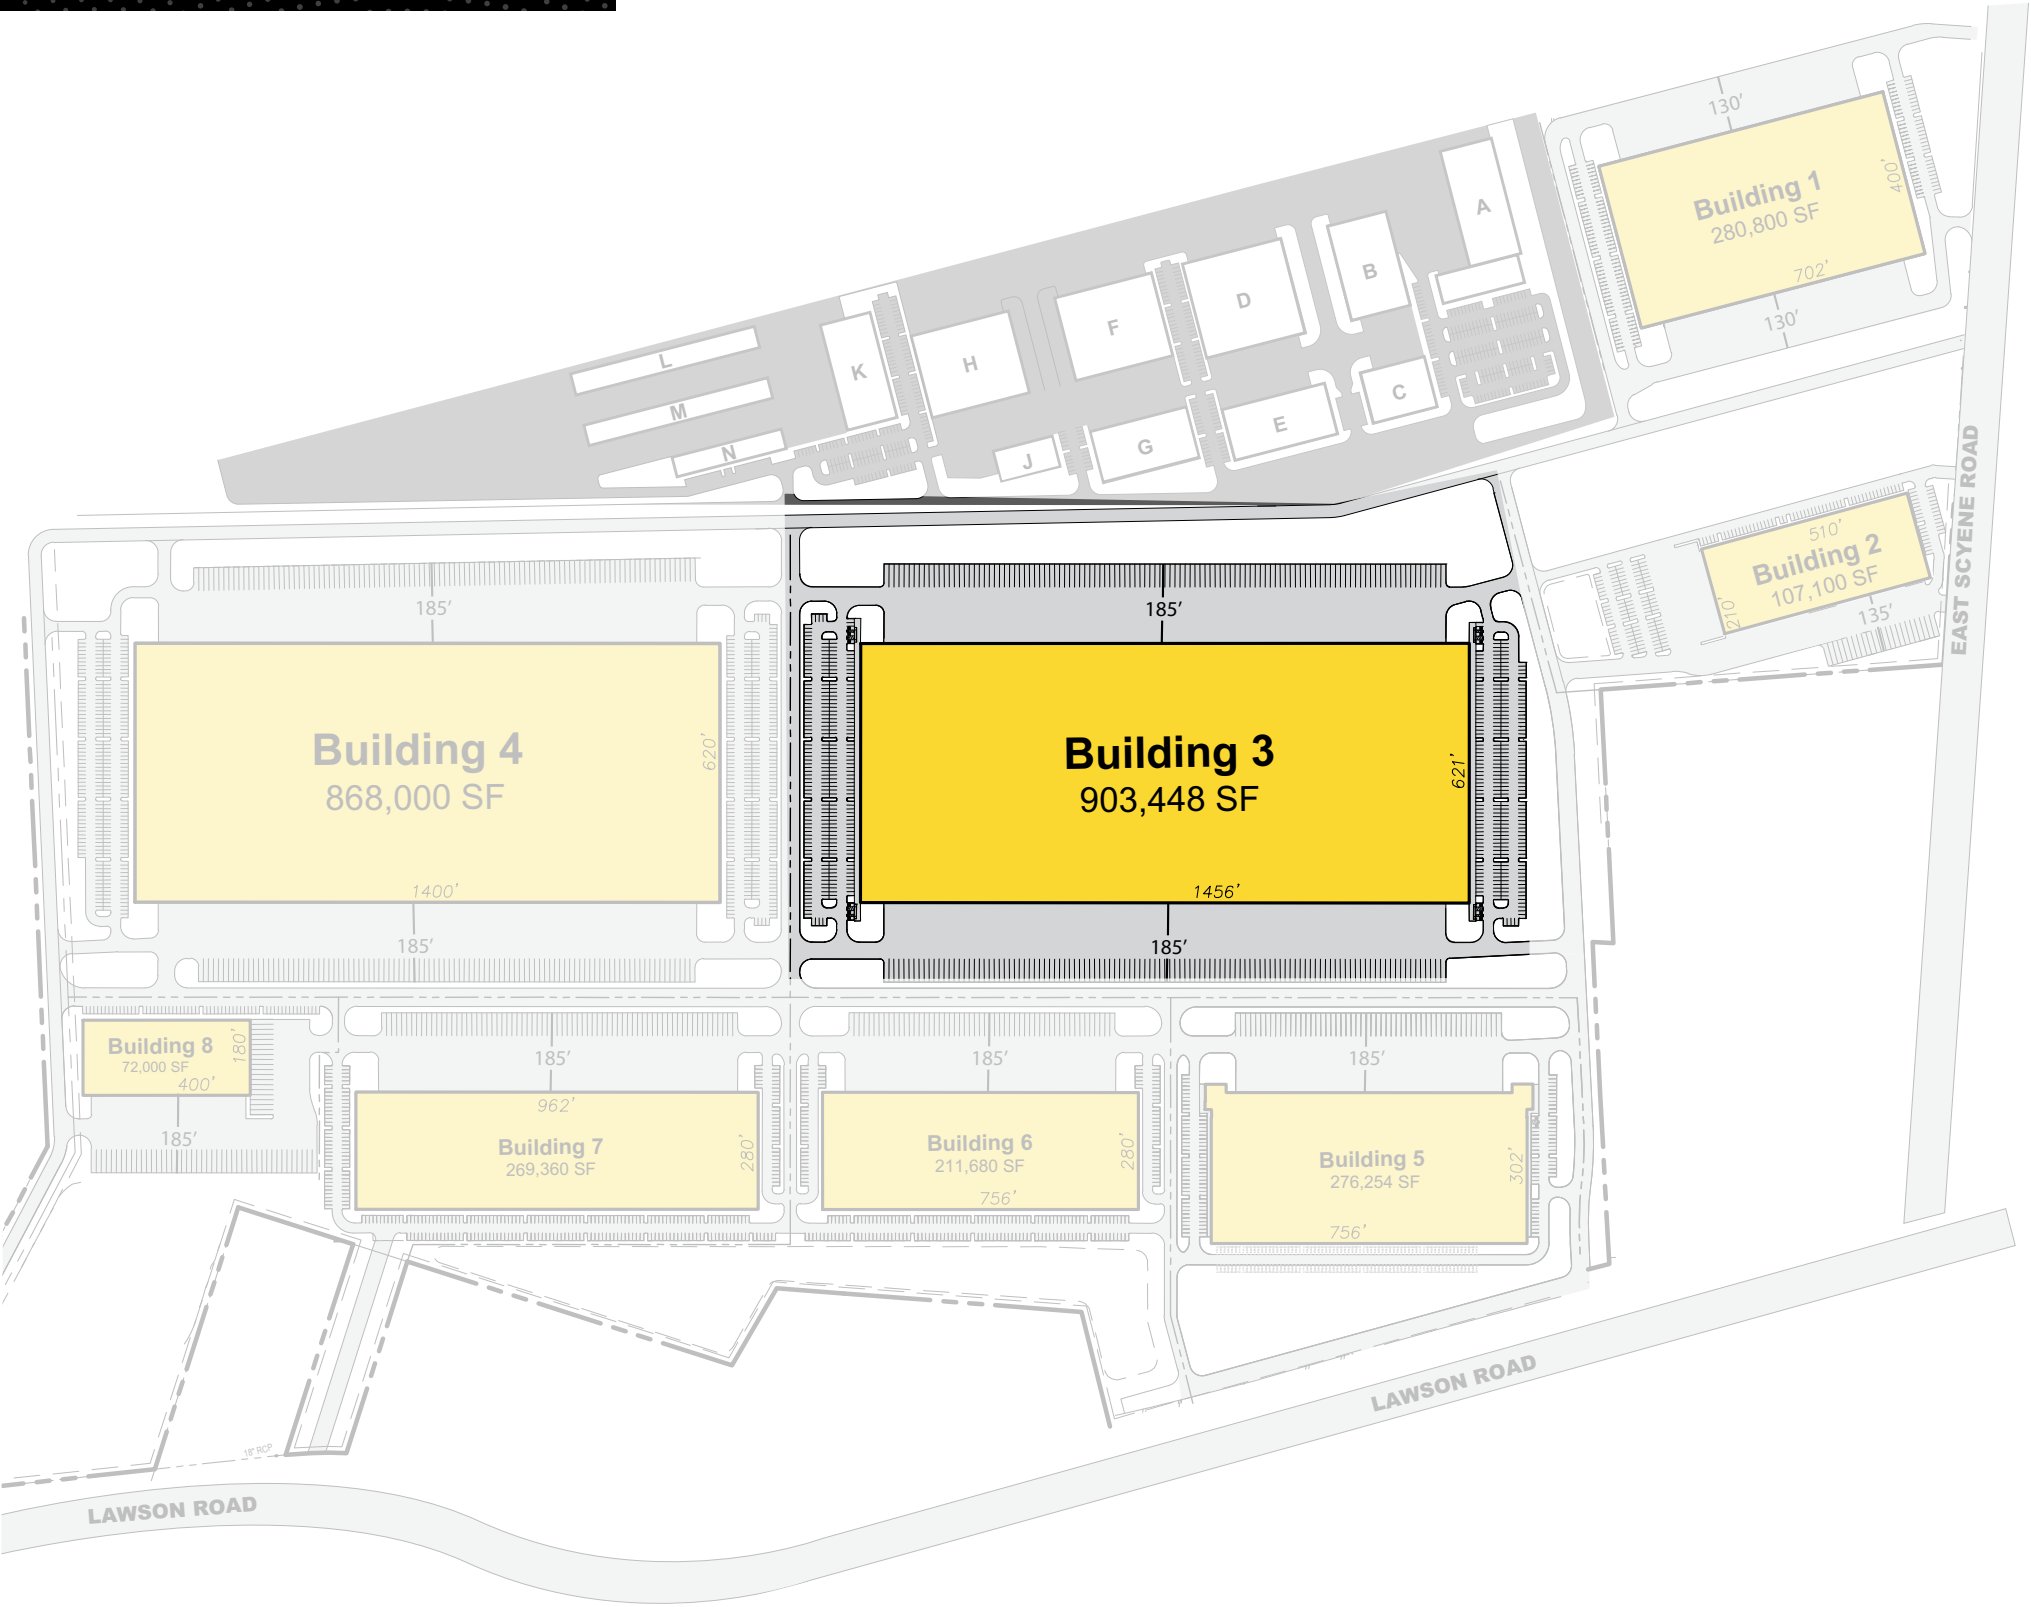 130'
Building 1
280,800 SF
400'
702'
130'
A
B
D
F
H
K
L
M
N
J
G
E
C
EAST SCYENE ROAD
510'
Building 2
107,100 SF
210'
135'
185'
Building 4
868,000 SF
620'
1400'
185'
185'
Building 3
903,448 SF
621'
1456'
185'
Building 8
72,000 SF
180'
400'
185'
185'
962'
Building 7
269,360 SF
280'
185'
Building 6
211,680 SF
280'
756'
185'
Building 5
276,254 SF
302'
756'
LAWSON ROAD
18" RCP
LAWSON ROAD